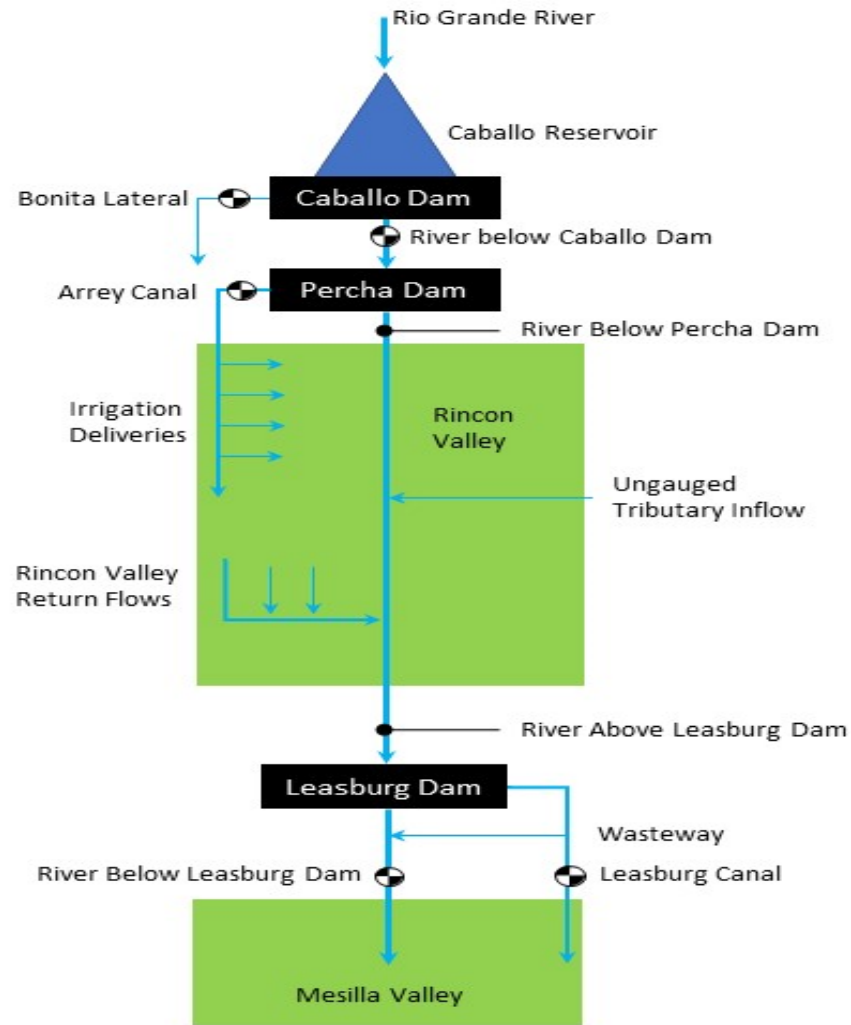 Rio Grande River
Caballo Reservoir
Bonita Lateral
Caballo Dam
River below Caballo Dam
Arrey Canal
Percha Dam
River Below Percha Dam
Irrigation
Deliveries
Rincon
Valley
Ungauged
Tributary Inflow
Rincon Valley
Return Flows
River Above Leasburg Dam
Leasburg Dam
Wasteway
River Below Leasburg Dam
Leasburg Canal
Mesilla Valley